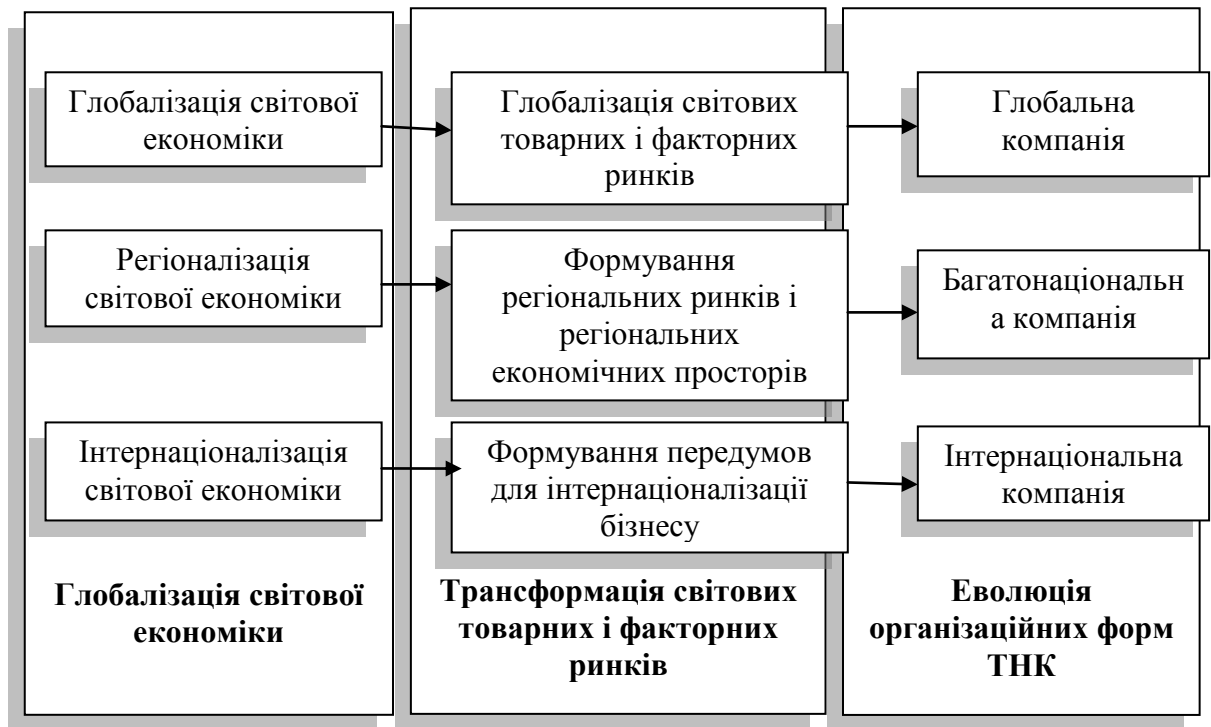 Глобалізація світової
економіки
Глобалізація світових
товарних і факторних
ринків
Глобальна
компанія
Регіоналізація
світової економіки
Формування
регіональних ринків і
регіональних
економічних просторів
Багатонаціональн
а компанія
Інтернаціоналізація
світової економіки
Формування передумов
для інтернаціоналізації
бізнесу
Інтернаціональна
компанія
Глобалізація світової
економіки
Трансформація світових
товарних і факторних
ринків
Еволюція
організаційних форм
ТНК